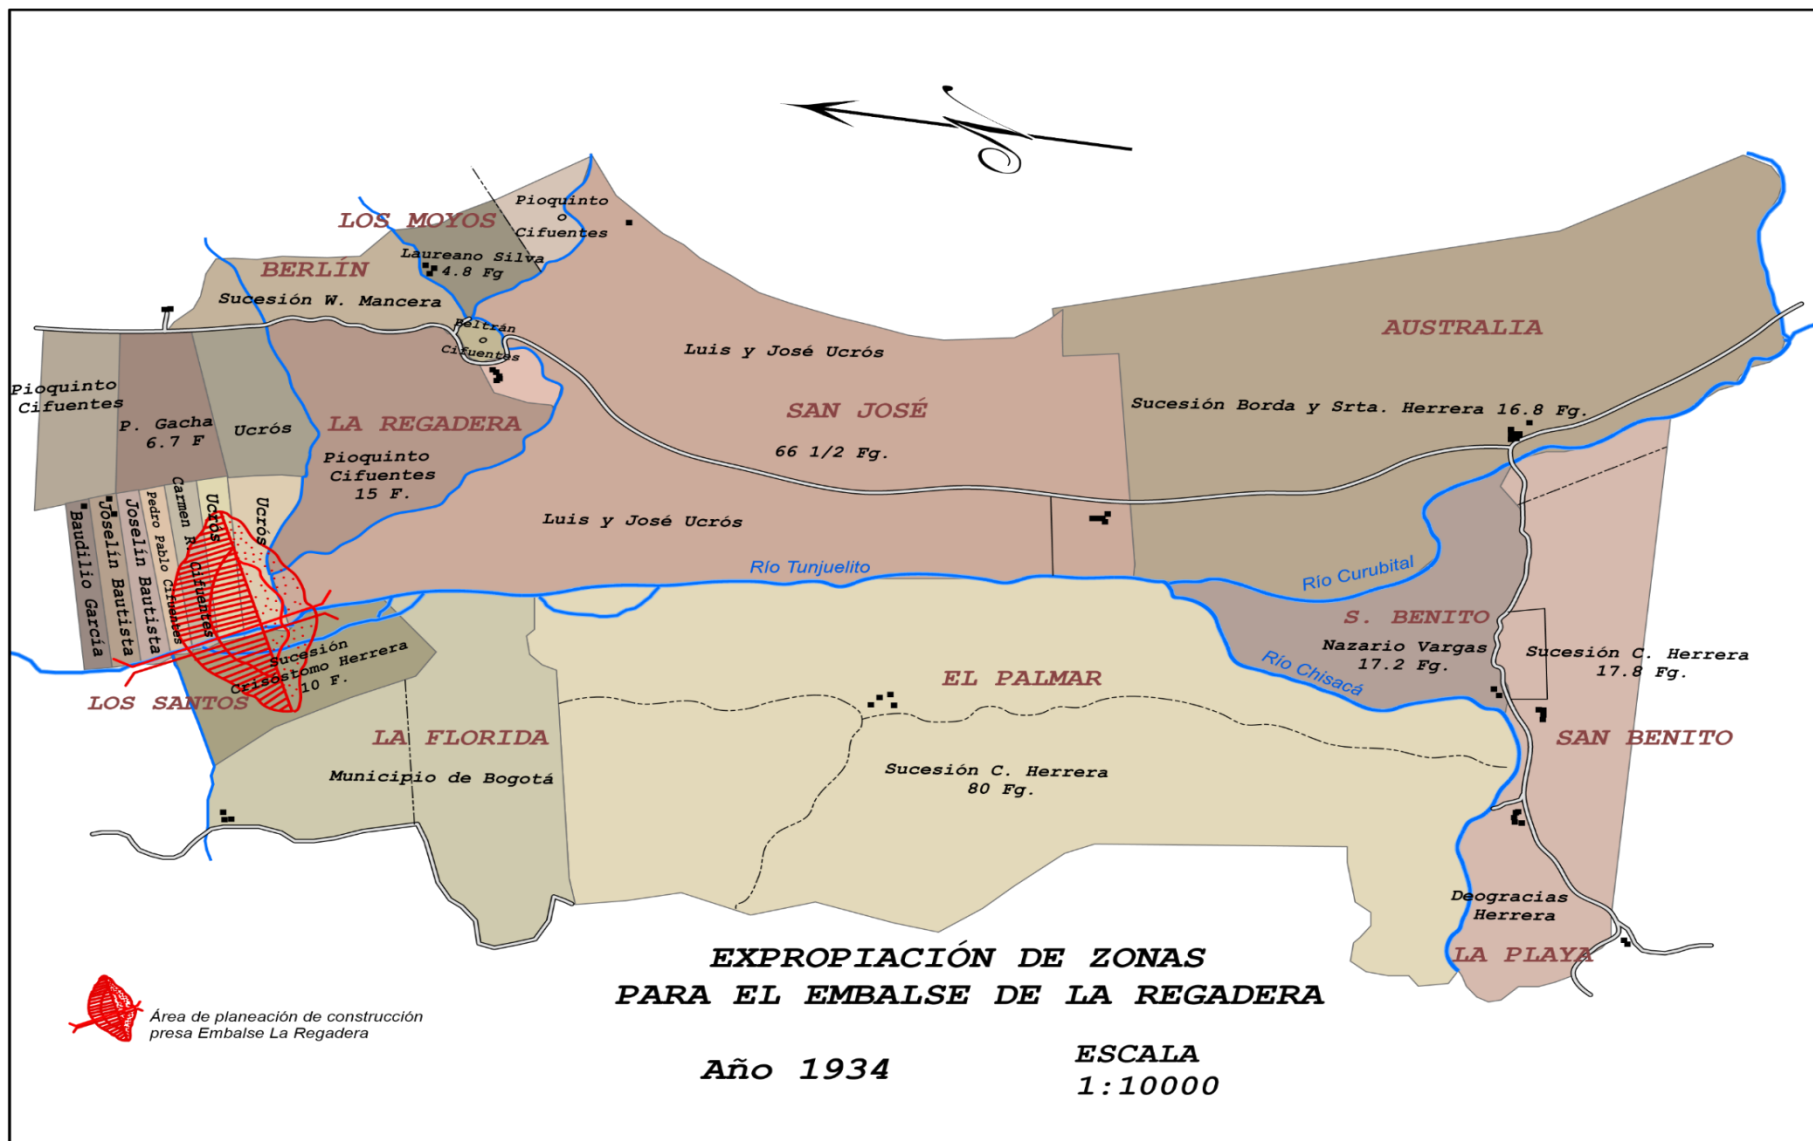 LOS MOYOS
Pioquinto
Cifuentes
Laureano Silva
4.8 Fg
BERLÍN
Sucesión W. Mancera
Beltrán
Cifuentes
Pioquinto
Cifuentes
P. Gacha
6.7 F
Ucrós
LA REGADERA
Pioquinto
Cifuentes
15 F.
Luis y José Ucrós
SAN JOSÉ
66 1/2 Fg.
Luis y José Ucrós
AUSTRALIA
Sucesión Borda y Srta. Herrera 16.8 Fg.
Baudilio García
Joselín Bautista
Joselín Bautista
Pedro Pablo Cifuentes
Carmen R. Cifuentes
Ucrós
Ucrós
Río Tunjuelito
Río Curubital
S. BENITO
Nazario Vargas
17.2 Fg.
Río Chisacá
Sucesión C. Herrera
17.8 Fg.
SAN BENITO
Sucesión
Crisóstomo Herrera
10 F.
LOS SANTOS
LA FLORIDA
Municipio de Bogotá
EL PALMAR
Sucesión C. Herrera
80 Fg.
Deogracias
Herrera
LA PLAYA
EXPROPIACIÓN DE ZONAS
PARA EL EMBALSE DE LA REGADERA
Año 1934
ESCALA
1:10000
Área de planeación de construcción
presa Embalse La Regadera